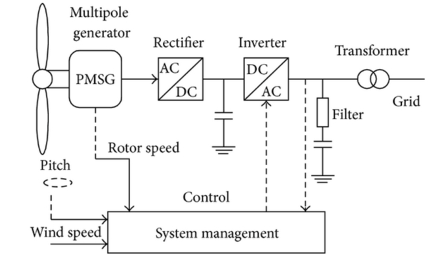 Multipole
generator
Rectifier
Inverter
Transformer
PMSG
AC
DC
DC
AC
Grid
Filter
Rotor speed
Pitch
Control
Wind speed
System management